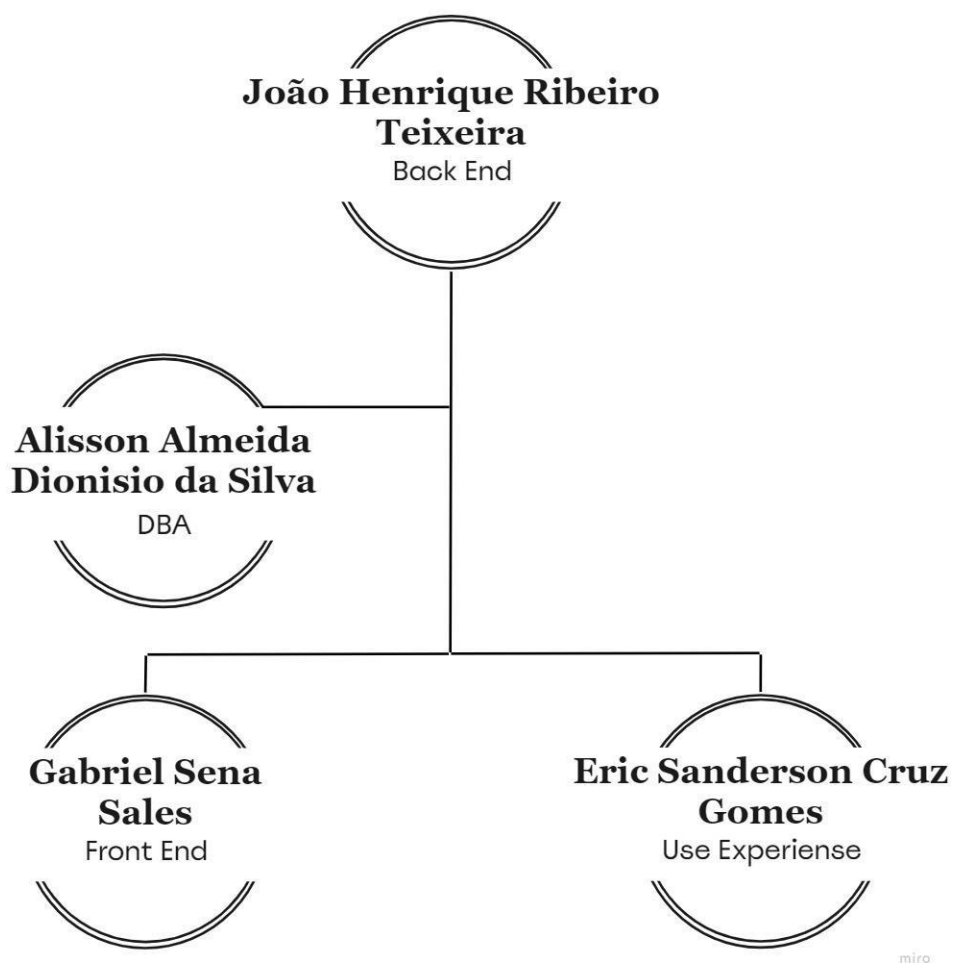 João Henrique Ribeiro
Teixeira
Back End
Alisson Almeida
Dionisio da Silva
DBA
Gabriel Sena
Sales
Front End
Eric Sanderson Cruz
Gomes
Use Experiense
miro